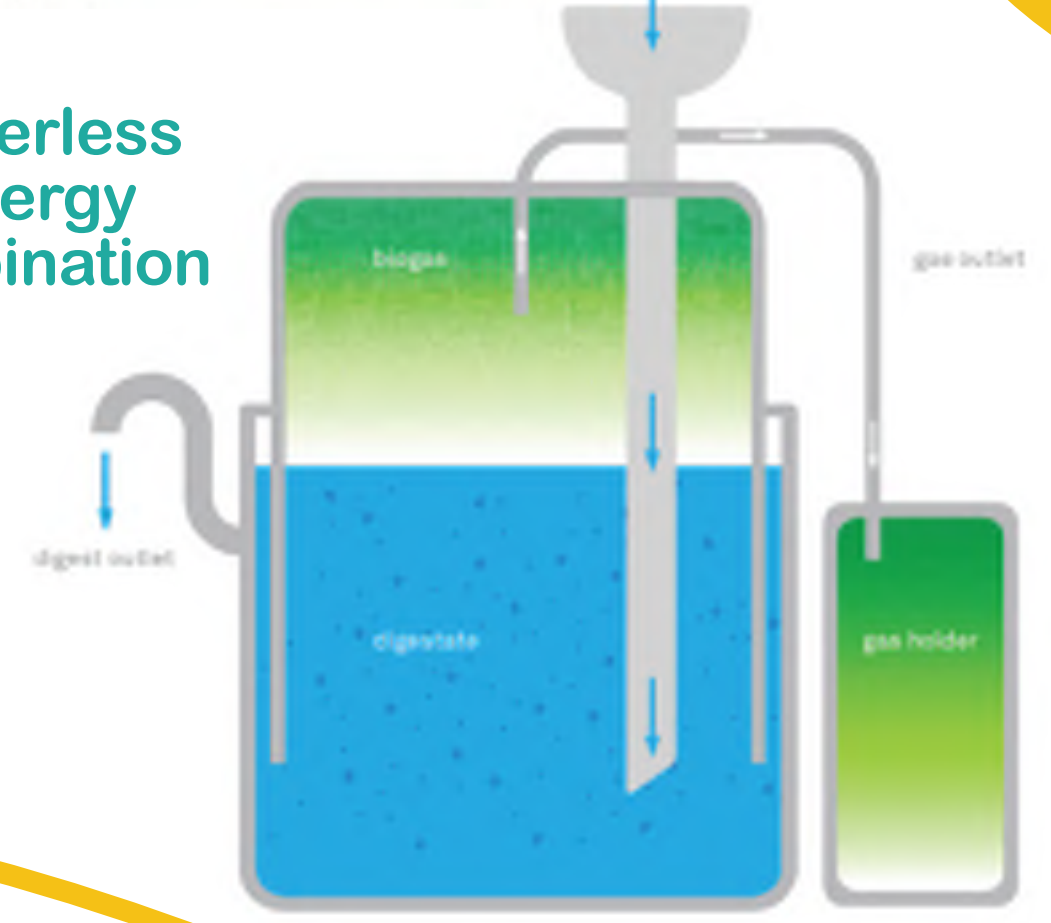 erless
ergy
bination
biogas
gas outlet
digest outlet
digestate
gas holder